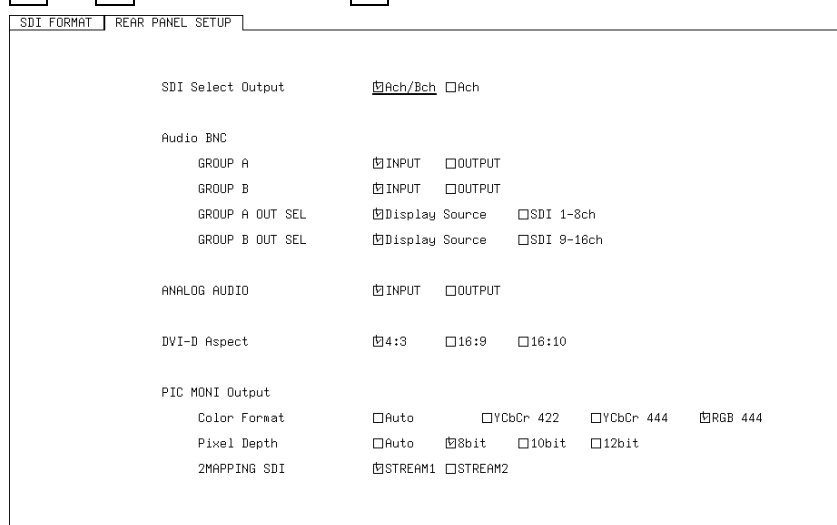 SDI FORMAT REAR PANEL SETUP
SDI Select Output ☑Ach/Bch ☐Ach
Audio BNC
GROUP A ☑INPUT ☐OUTPUT
GROUP B ☑INPUT ☐OUTPUT
GROUP A OUT SEL ☑Display Source ☐SDI 1-8ch
GROUP B OUT SEL ☑Display Source ☐SDI 9-16ch
ANALOG AUDIO ☑INPUT ☐OUTPUT
DVI-D Aspect ☑4:3 ☐16:9 ☐16:10
PIC MONI Output
Color Format ☐Auto ☐YCbCr 422 ☐YCbCr 444 ☑RGB 444
Pixel Depth ☐Auto ☑8bit ☐10bit ☐12bit
2MAPPING SDI ☑STREAM1 ☐STREAM2